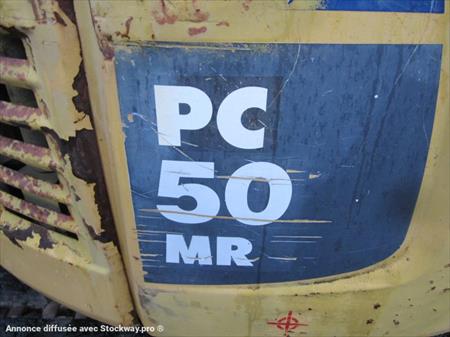 PC
50
MR
Annonce diffusée avec Stockway.pro ®